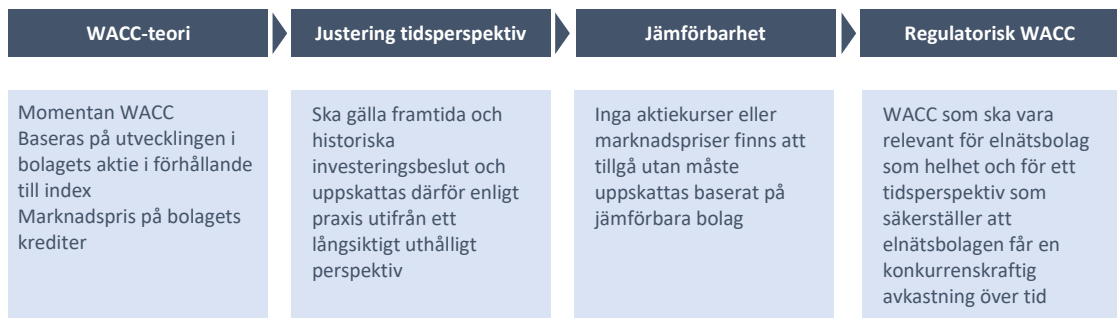 WACC-teori
Justering tidsperspektiv
Jämförbarhet
Regulatorisk WACC
Momentan WACC
Baseras på utvecklingen i
bolagets aktie i förhållande
till index
Marknadspris på bolagets
krediter
Ska gälla framtida och
historiska
investeringsbeslut och
uppskattas därför enligt
praxis utifrån ett
långsiktigt uthålligt
perspektiv
Inga aktiekurser eller
marknadspriser finns att
tillgå utan måste
uppskattas baserat på
jämförbara bolag
WACC som ska vara
relevant för elnätsbolag
som helhet och för ett
tidsperspektiv som
säkerställer att
elnätsbolagen får en
konkurrenskraftig
avkastning över tid